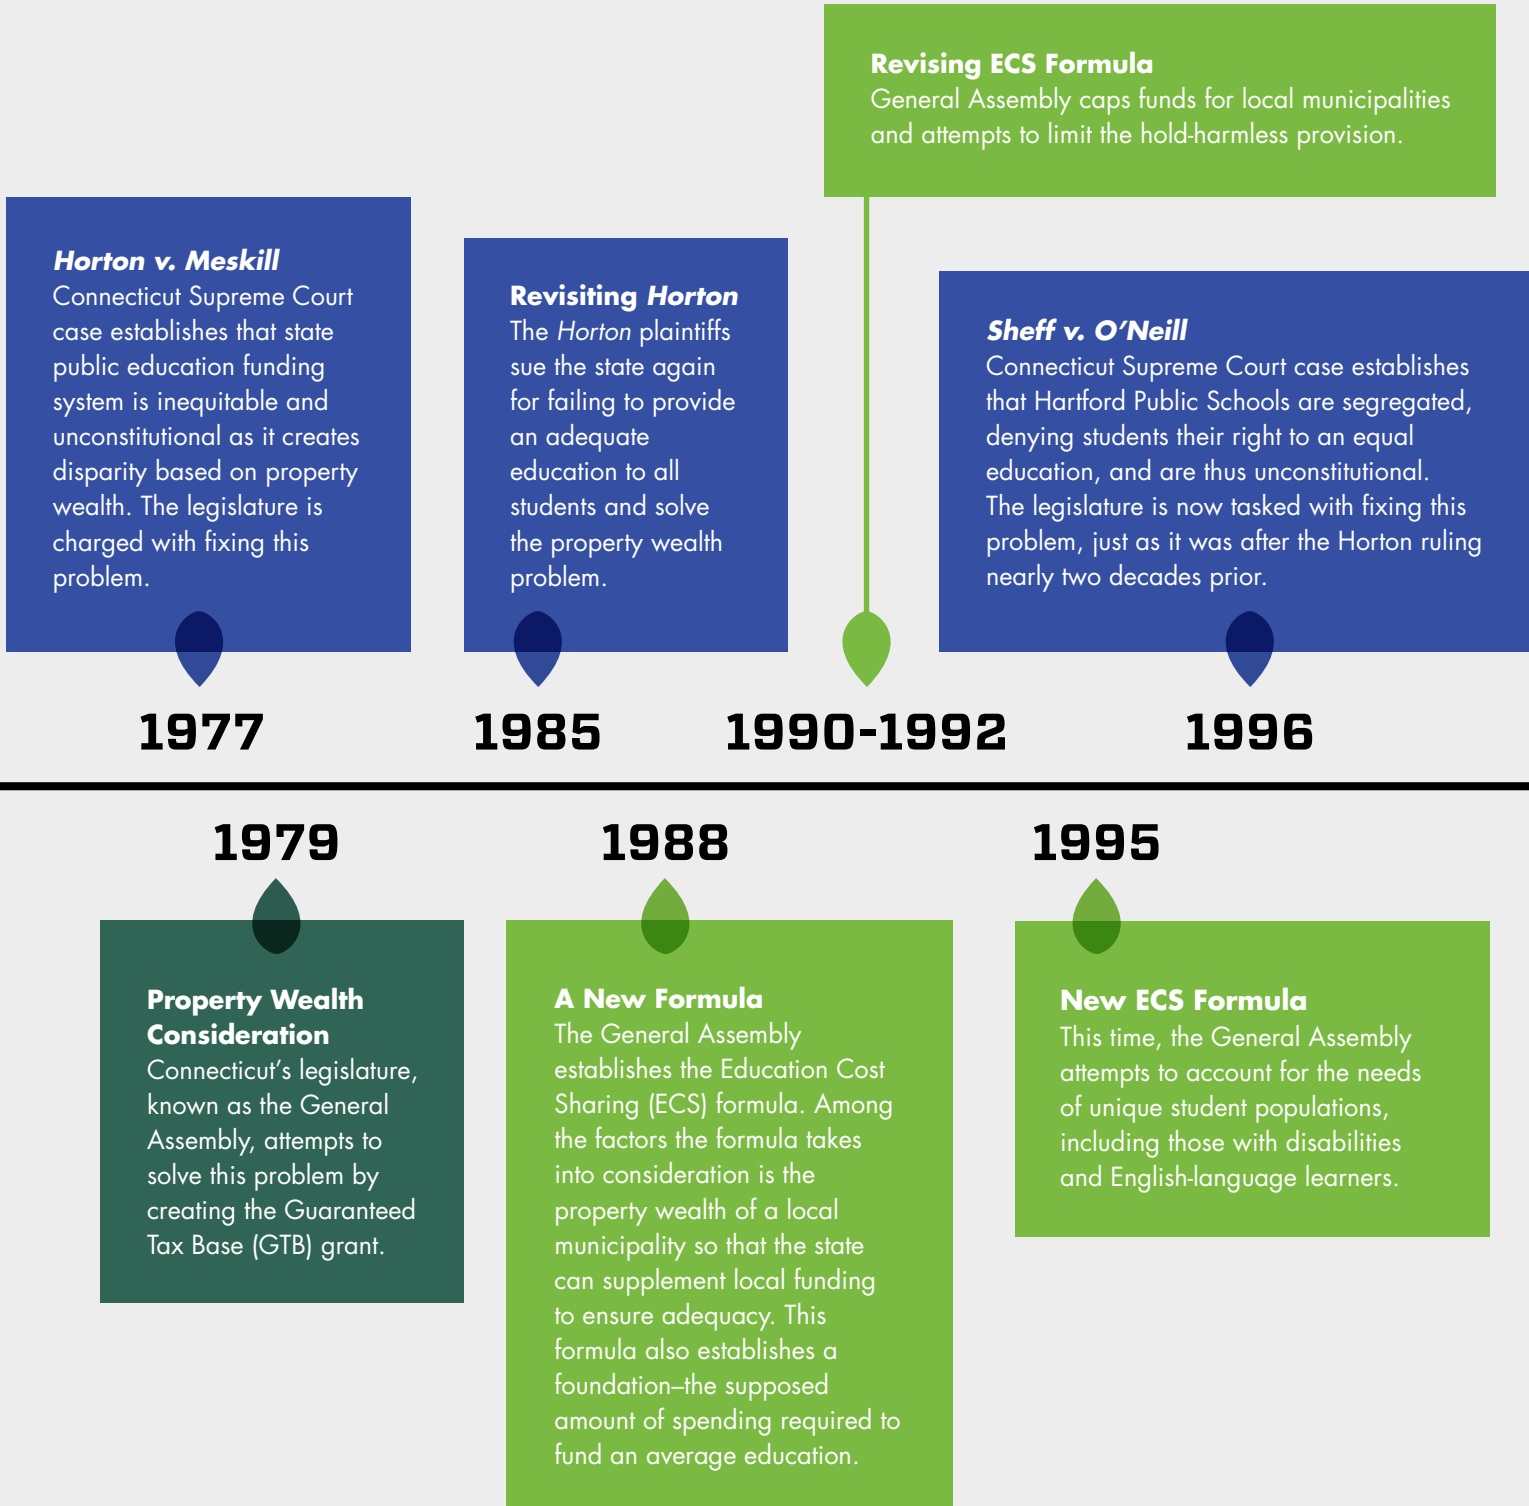 Revising ECS Formula
General Assembly caps funds for local municipalities
and attempts to limit the hold-harmless provision.
Horton v. Meskill
Connecticut Supreme Court
case establishes that state
public education funding
system is inequitable and
unconstitutional as it creates
disparity based on property
wealth. The legislature is
charged with fixing this
problem.
Revisiting Horton
The Horton plaintiffs
sue the state again
for failing to provide
an adequate
education to all
students and solve
the property wealth
problem.
Sheff v. O’Neill
Connecticut Supreme Court case establishes
that Hartford Public Schools are segregated,
denying students their right to an equal
education, and are thus unconstitutional.
The legislature is now tasked with fixing this
problem, just as it was after the Horton ruling
nearly two decades prior.
1977
1985
1990-1992
1996
1979
1988
1995
Property Wealth
Consideration
Connecticut’s legislature,
known as the General
Assembly, attempts to
solve this problem by
creating the Guaranteed
Tax Base (GTB) grant.
A New Formula
The General Assembly
establishes the Education Cost
Sharing (ECS) formula. Among
the factors the formula takes
into consideration is the
property wealth of a local
municipality so that the state
can supplement local funding
to ensure adequacy. This
formula also establishes a
foundation–the supposed
amount of spending required to
fund an average education.
New ECS Formula
This time, the General Assembly
attempts to account for the needs
of unique student populations,
including those with disabilities
and English-language learners.